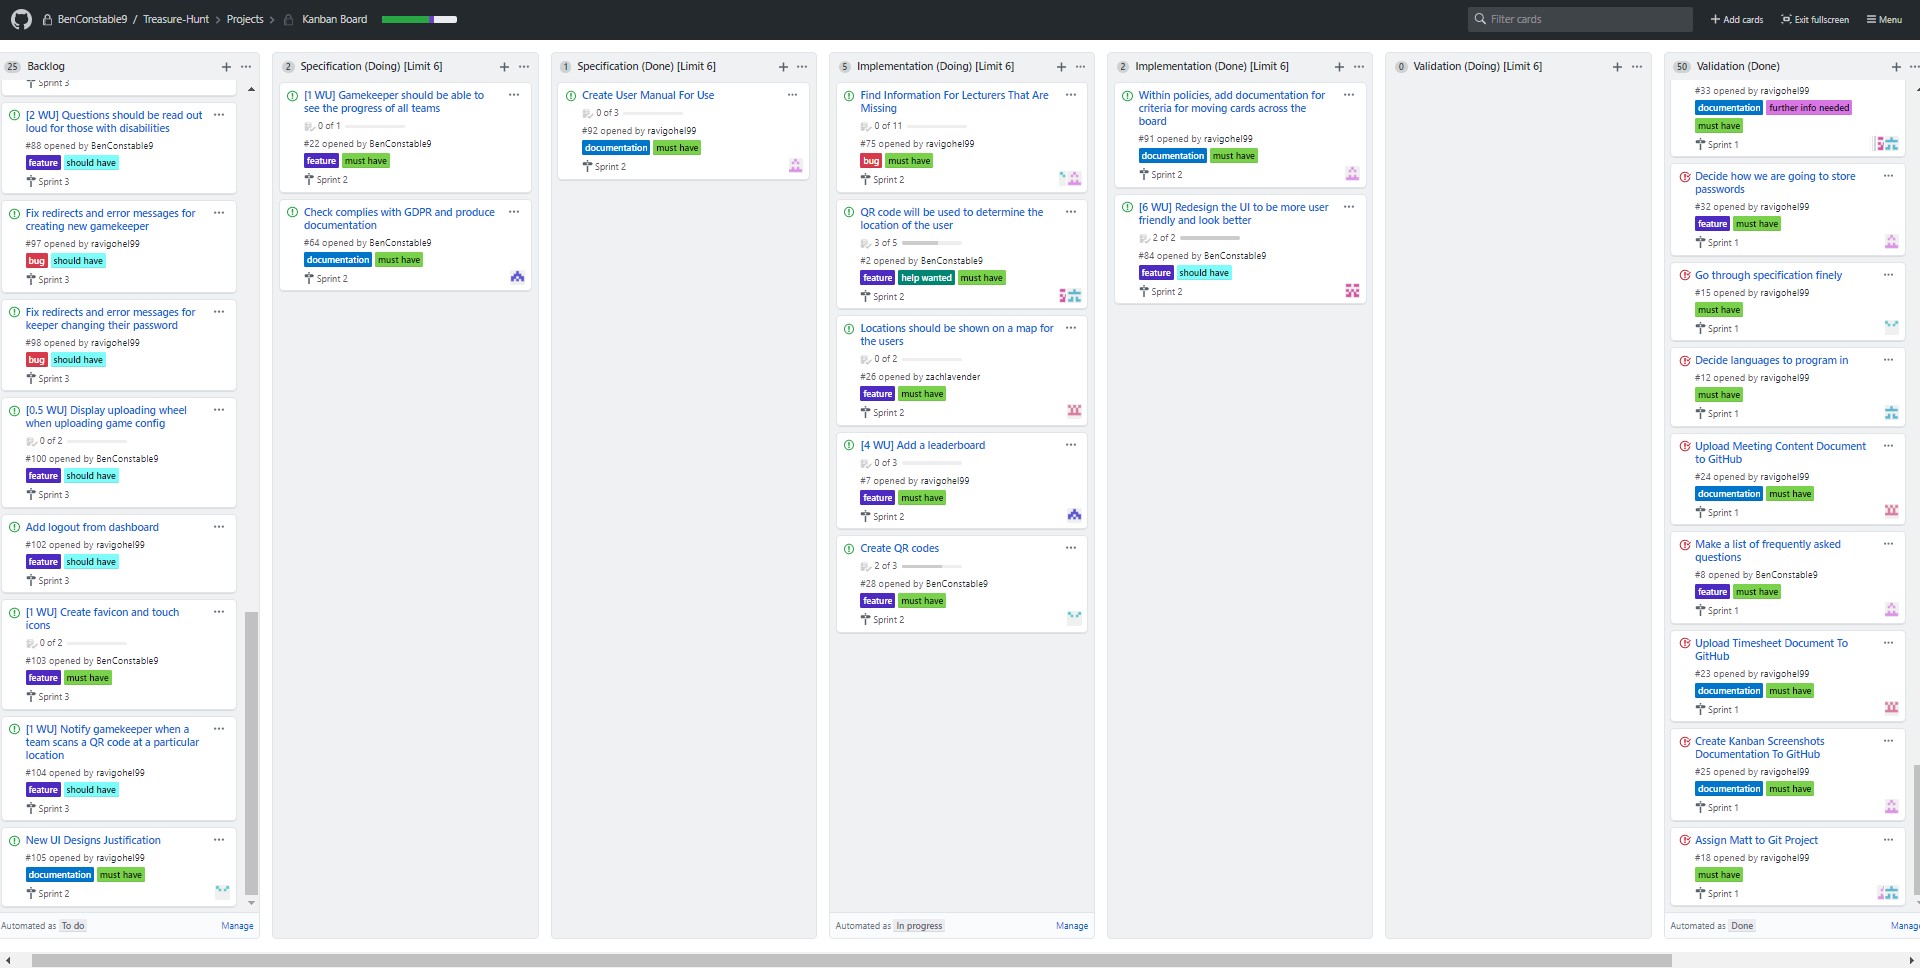 BenConstable9 / Treasure-Hunt > Projects > Kanban Board
Filter cards
Add cards
Exit fullscreen
Menu
25 Backlog
Sprint 3
[2 WU] Questions should be read out
loud for those with disabilities
#88 opened by BenConstable9
feature should have
Sprint 3
Fix redirects and error messages for
creating new gamekeeper
#97 opened by ravigohel99
bug should have
Sprint 3
Fix redirects and error messages for
keeper changing their password
#98 opened by ravigohel99
bug should have
Sprint 3
[0.5 WU] Display uploading wheel
when uploading game config
0 of 2
#100 opened by BenConstable9
feature should have
Sprint 3
Add logout from dashboard
#102 opened by ravigohel99
feature should have
Sprint 3
[1 WU] Create favicon and touch
icons
0 of 2
#103 opened by BenConstable9
feature must have
Sprint 3
[1 WU] Notify gamekeeper when a
team scans a QR code at a particular
location
#104 opened by ravigohel99
feature should have
Sprint 3
New UI Designs Justification
#105 opened by ravigohel99
documentation must have
Sprint 2
Automated as To do Manage
2 Specification (Doing) [Limit 6]
[1 WU] Gamekeeper should be able to
see the progress of all teams
0 of 1
#22 opened by BenConstable9
feature must have
Sprint 2
Check complies with GDPR and produce
documentation
#64 opened by BenConstable9
documentation must have
Sprint 2
1 Specification (Done) [Limit 6]
Create User Manual For Use
0 of 3
#92 opened by ravigohel99
documentation must have
Sprint 2
5 Implementation (Doing) [Limit 6]
Find Information For Lecturers That Are
Missing
0 of 11
#75 opened by ravigohel99
bug must have
Sprint 2
QR code will be used to determine the
location of the user
3 of 5
#2 opened by BenConstable9
feature help wanted must have
Sprint 2
Locations should be shown on a map for
the users
0 of 2
#26 opened by zachlavender
feature must have
Sprint 2
[4 WU] Add a leaderboard
0 of 3
#7 opened by ravigohel99
feature must have
Sprint 2
Create QR codes
2 of 3
#28 opened by BenConstable9
feature must have
Sprint 2
Automated as In progress Manage
2 Implementation (Done) [Limit 6]
Within policies, add documentation for
criteria for moving cards across the
board
#91 opened by ravigohel99
documentation must have
Sprint 2
[6 WU] Redesign the UI to be more user
friendly and look better
2 of 2
#84 opened by BenConstable9
feature should have
Sprint 2
0 Validation (Doing) [Limit 6]
50 Validation (Done)
#33 opened by ravigohel99
documentation further info needed
must have
Sprint 1
Decide how we are going to store
passwords
#32 opened by ravigohel99
feature must have
Sprint 1
Go through specification finely
#15 opened by ravigohel99
must have
Sprint 1
Decide languages to program in
#12 opened by ravigohel99
must have
Sprint 1
Upload Meeting Content Document
to GitHub
#24 opened by ravigohel99
documentation must have
Sprint 1
Make a list of frequently asked
questions
#8 opened by BenConstable9
feature must have
Sprint 1
Upload Timesheet Document To
GitHub
#23 opened by ravigohel99
documentation must have
Sprint 1
Create Kanban Screenshots
Documentation To GitHub
#25 opened by ravigohel99
documentation must have
Sprint 1
Assign Matt to Git Project
#18 opened by ravigohel99
must have
Sprint 1
Automated as Done Manag